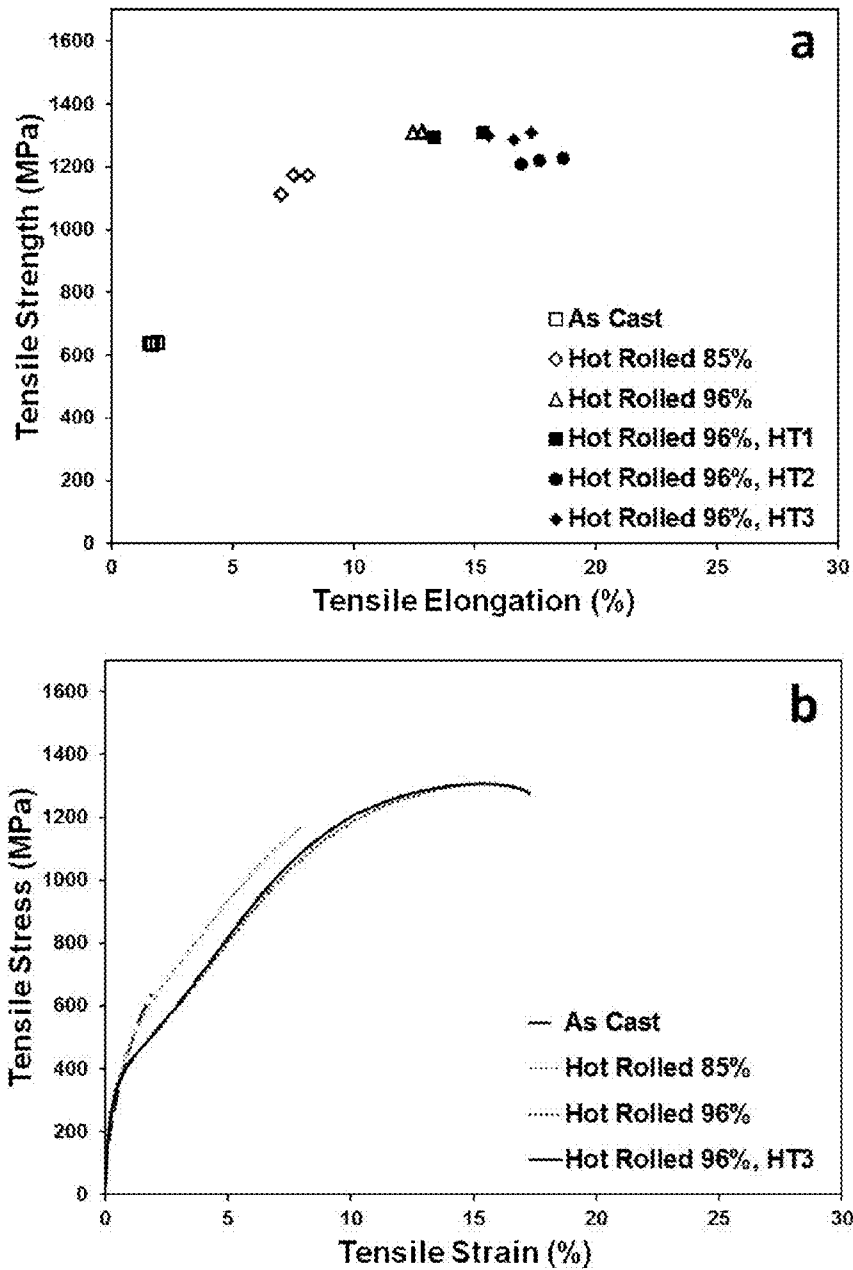 a
1600
1400
1200
1000
800
600
400
200
0
Tensile Strength (MPa)
As Cast
Hot Rolled 85%
Hot Rolled 96%
Hot Rolled 96%, HT1
Hot Rolled 96%, HT2
Hot Rolled 96%, HT3
0 5 10 15 20 25 30
Tensile Elongation (%)
b
1600
1400
1200
1000
800
600
400
200
0
Tensile Stress (MPa)
As Cast
Hot Rolled 85%
Hot Rolled 96%
Hot Rolled 96%, HT3
0 5 10 15 20 25 30
Tensile Strain (%)